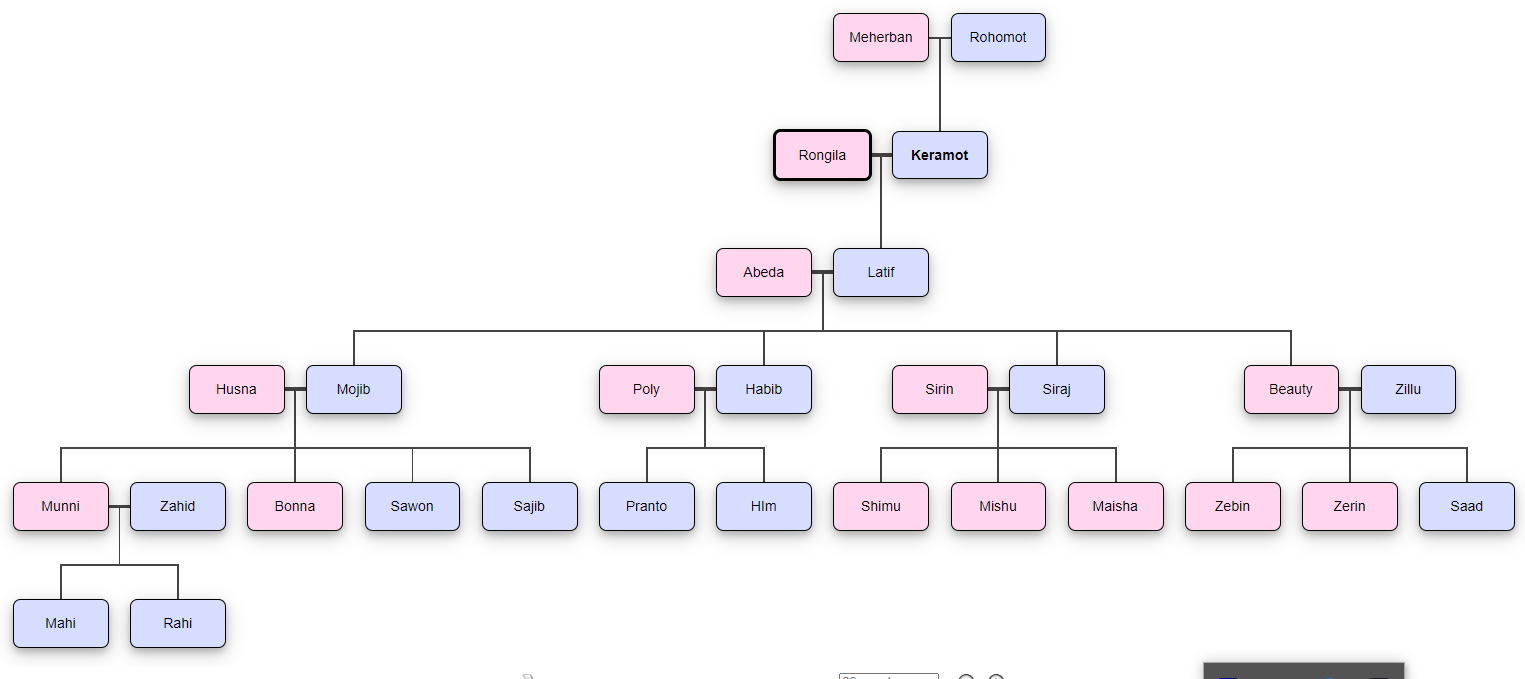 Meherban
Rohomot
Rongila
Keramot
Abeda
Latif
Husna
Mojib
Poly
Habib
Sirin
Siraj
Beauty
Zillu
Munni
Zahid
Bonna
Sawon
Sajib
Pranto
HIm
Shimu
Mishu
Maisha
Zebin
Zerin
Saad
Mahi
Rahi